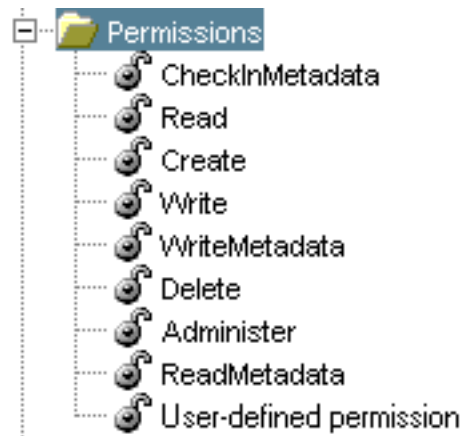 Permissions
CheckInMetadata
Read
Create
Write
WriteMetadata
Delete
Administer
ReadMetadata
User-defined permission